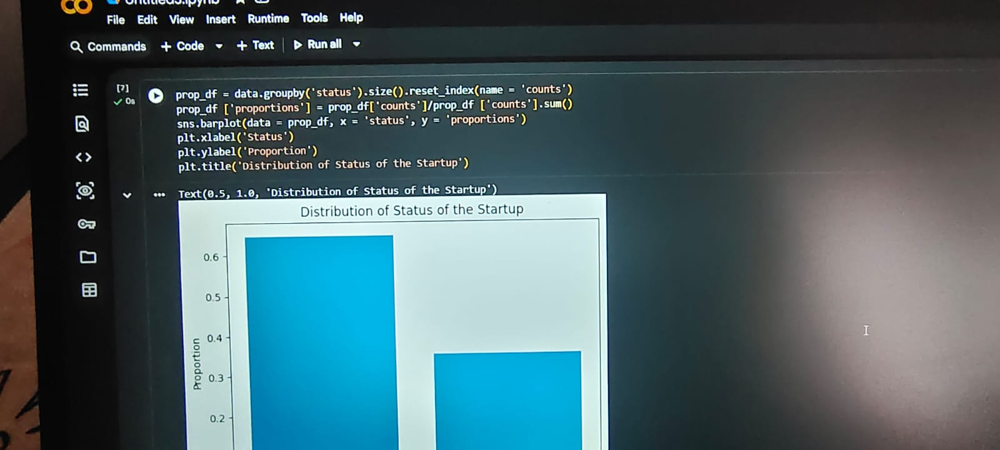 File Edit View Insert Runtime Tools Help
Commands + Code + Text Run all
[7]
0s
prop_df = data.groupby('status').size().reset_index(name = 'counts')
prop_df ['proportions'] = prop_df['counts']/prop_df ['counts'].sum()
sns.barplot(data = prop_df, x = 'status', y = 'proportions')
plt.xlabel('Status')
plt.ylabel('Proportion')
plt.title('Distribution of Status of the Startup')
Text(0.5, 1.0, 'Distribution of Status of the Startup')
Distribution of Status of the Startup
0.6
0.5
0.4
0.3
0.2
Proportion